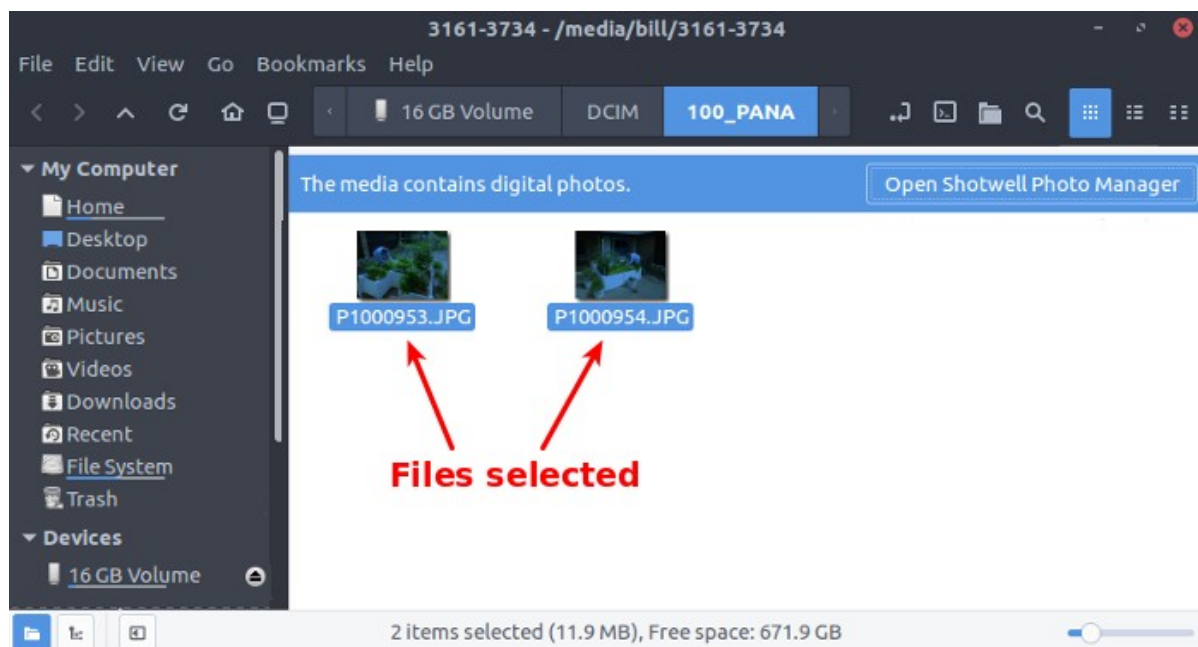 3161-3734 - /media/bill/3161-3734
File Edit View Go Bookmarks Help
16 GB Volume DCIM 100_PANA
My Computer
Home
Desktop
Documents
Music
Pictures
Videos
Downloads
Recent
File System
Trash
Devices
16 GB Volume
The media contains digital photos. Open Shotwell Photo Manager
P1000953.JPG P1000954.JPG
Files selected
2 items selected (11.9 MB), Free space: 671.9 GB